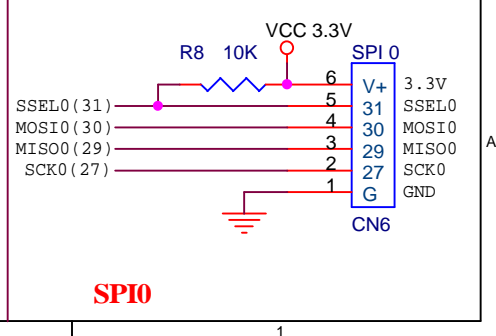 VCC 3.3V
R8 10K SPI 0
6 V+ 3.3V
SSEL0(31) 5 31 SSEL0
MOSI0(30) 4 30 MOSI0
MISO0(29) 3 29 MISO0
A
SCK0(27) 2 27 SCK0
1 G GND
CN6
SPI0
1